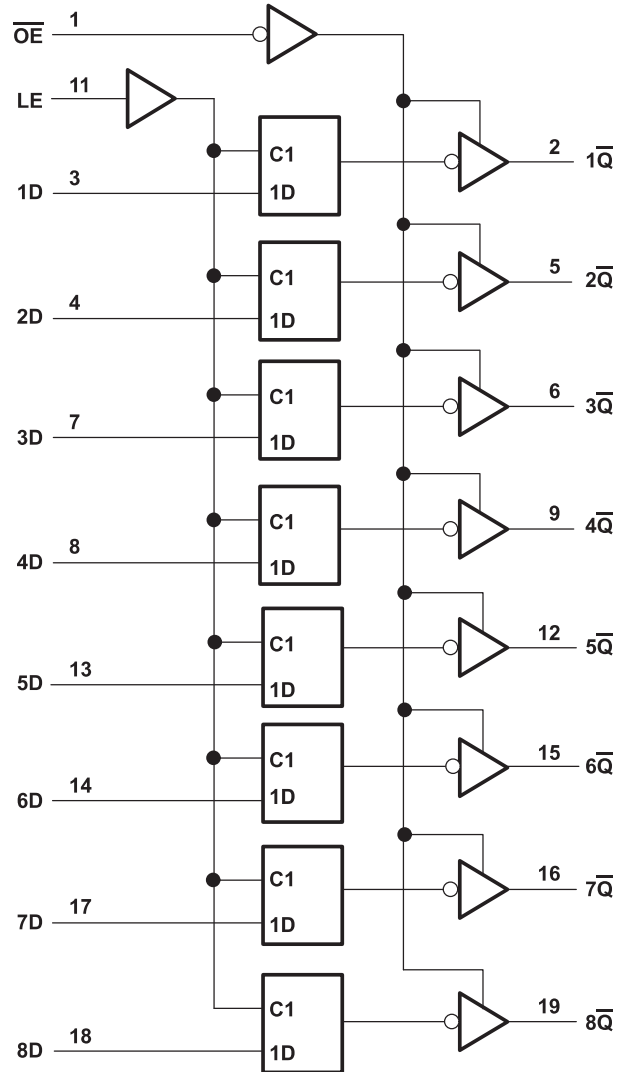 O̅E̅ 1
LE 11
C1
1D 3 1D 2 1Q̅
C1
2D 4 1D 5 2Q̅
C1
3D 7 1D 6 3Q̅
C1
4D 8 1D 9 4Q̅
C1
5D 13 1D 12 5Q̅
C1
6D 14 1D 15 6Q̅
C1
7D 17 1D 16 7Q̅
C1
8D 18 1D 19 8Q̅